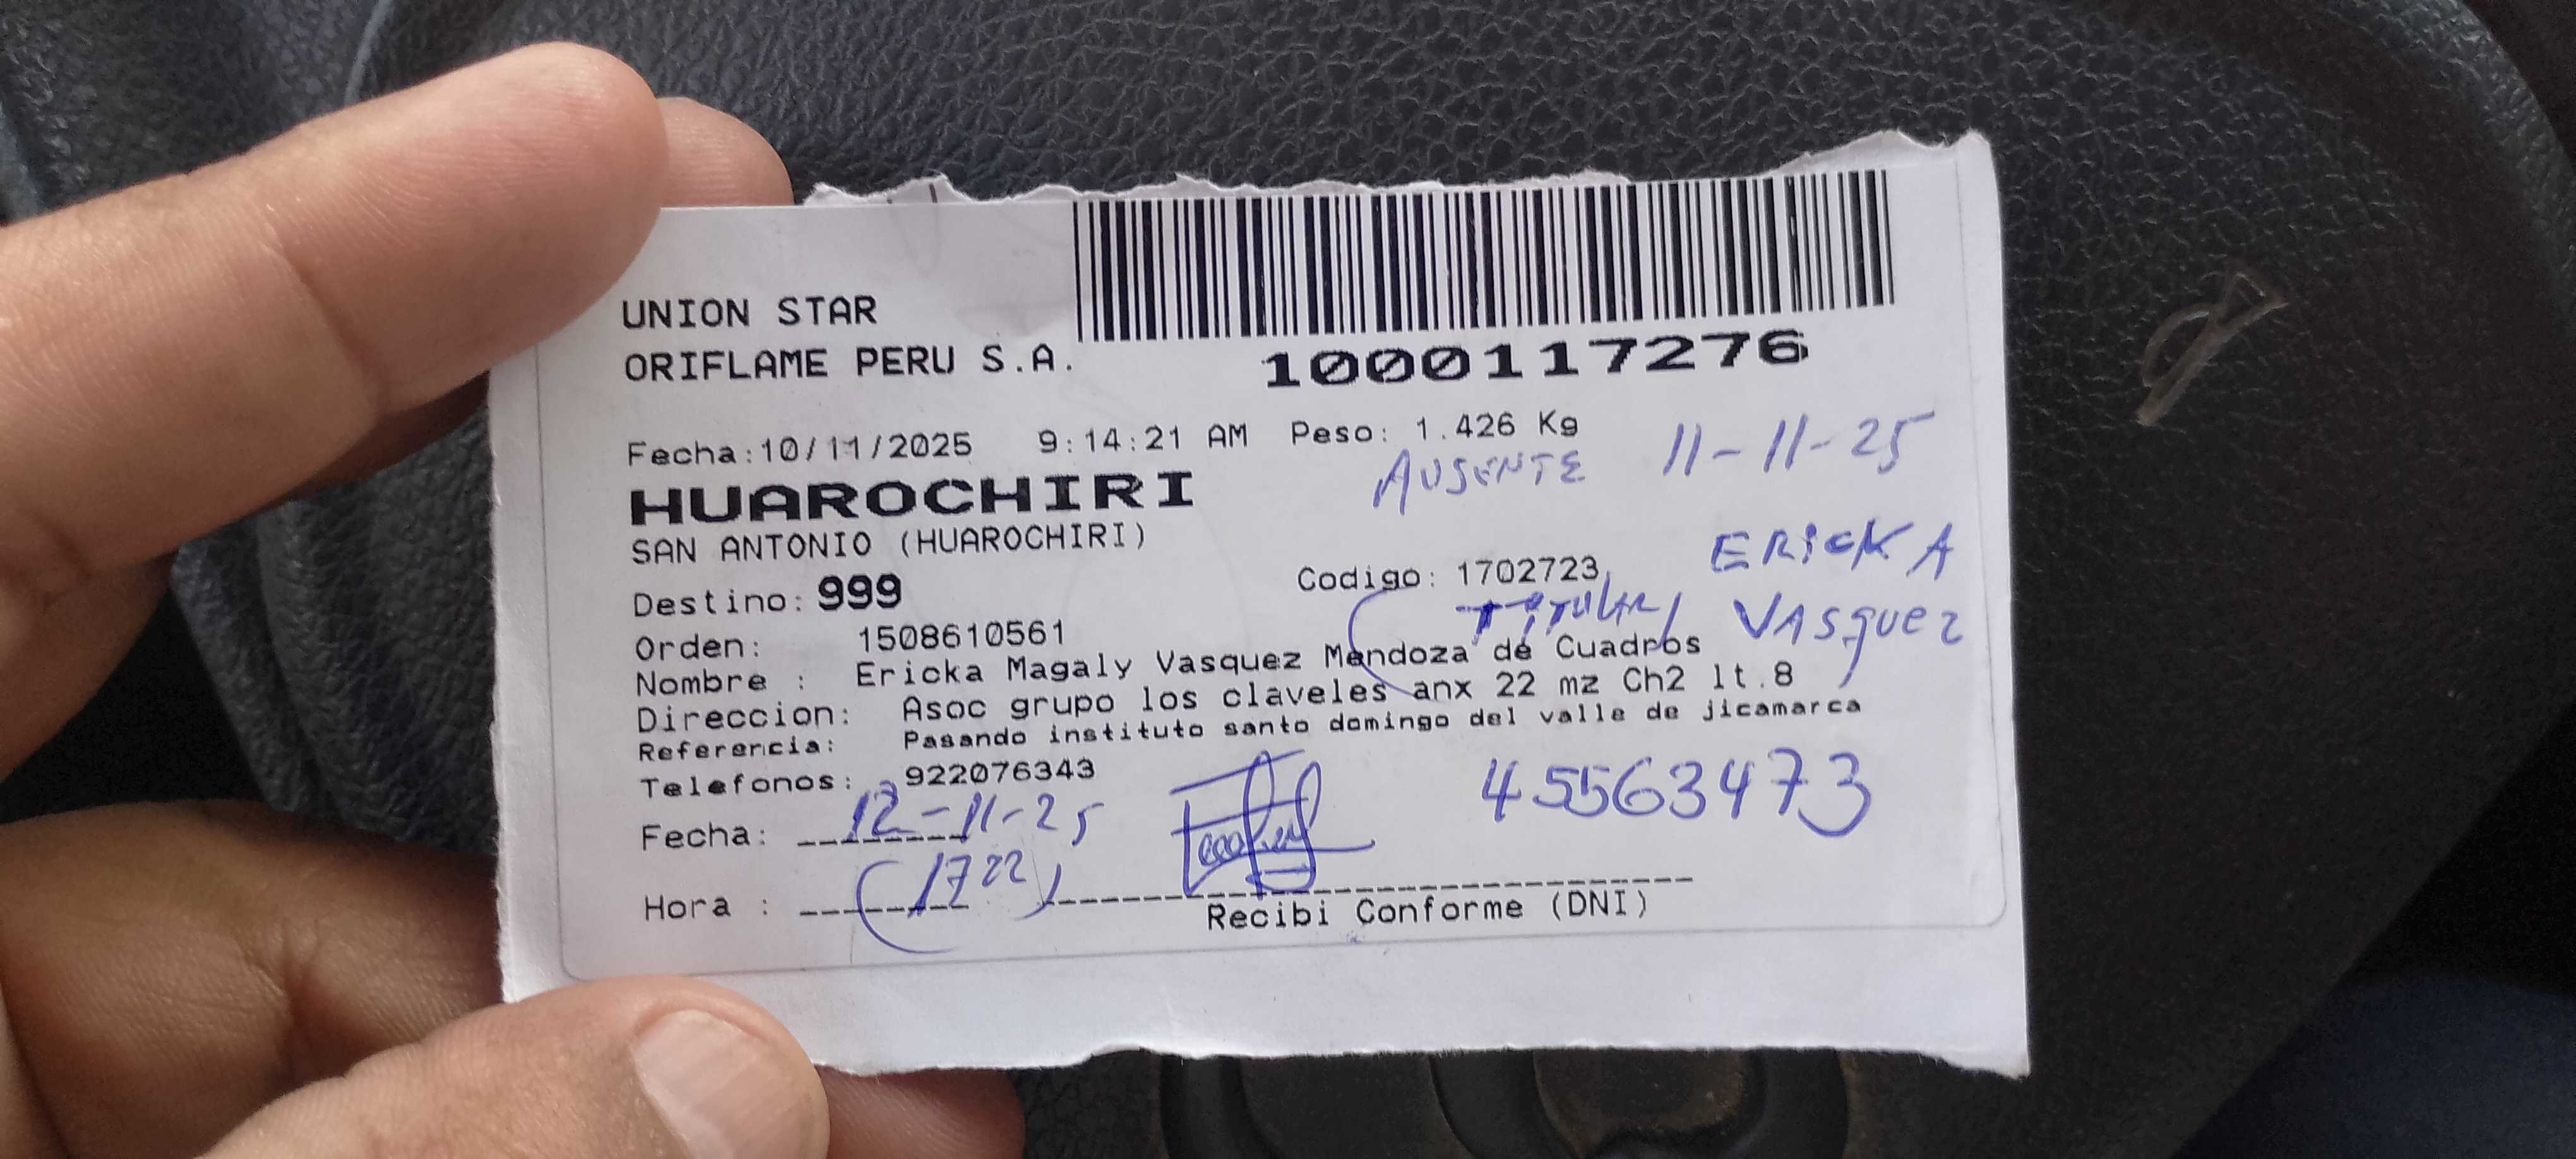 UNION STAR
ORIFLAME PERU S.A.
1000117276
Fecha:10/11/2025 9:14:21 AM Peso: 1.426 Kg
AUSENTE 11-11-25
HUAROCHIRI
SAN ANTONIO (HUAROCHIRI)
ERICKA
Destino: 999 Codigo: 1702723
TITULAR VASQUEZ
Orden: 1508610561
Nombre : Ericka Magaly Vasquez Mendoza de Cuadros
Direccion: Asoc grupo los claveles anx 22 mz Ch2 lt.8
Referencia: Pasando instituto santo domingo del valle de jicamarca
Telefonos: 922076343
45563473
Fecha: 12-11-25
Hora : (17 22)
Recibi Conforme (DNI)